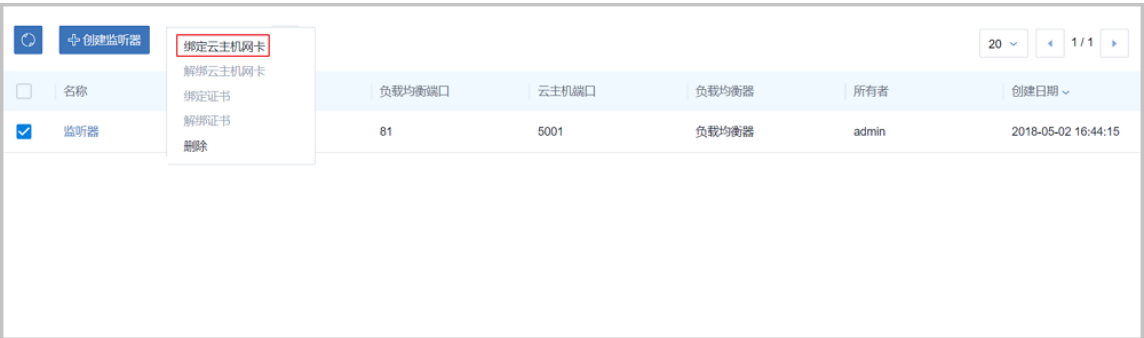 创建监听器
20
1 / 1
绑定云主机网卡
解绑云主机网卡
绑定证书
解绑证书
删除
名称
负载均衡端口
云主机端口
负载均衡器
所有者
创建日期
监听器
81
5001
负载均衡器
admin
2018-05-02 16:44:15